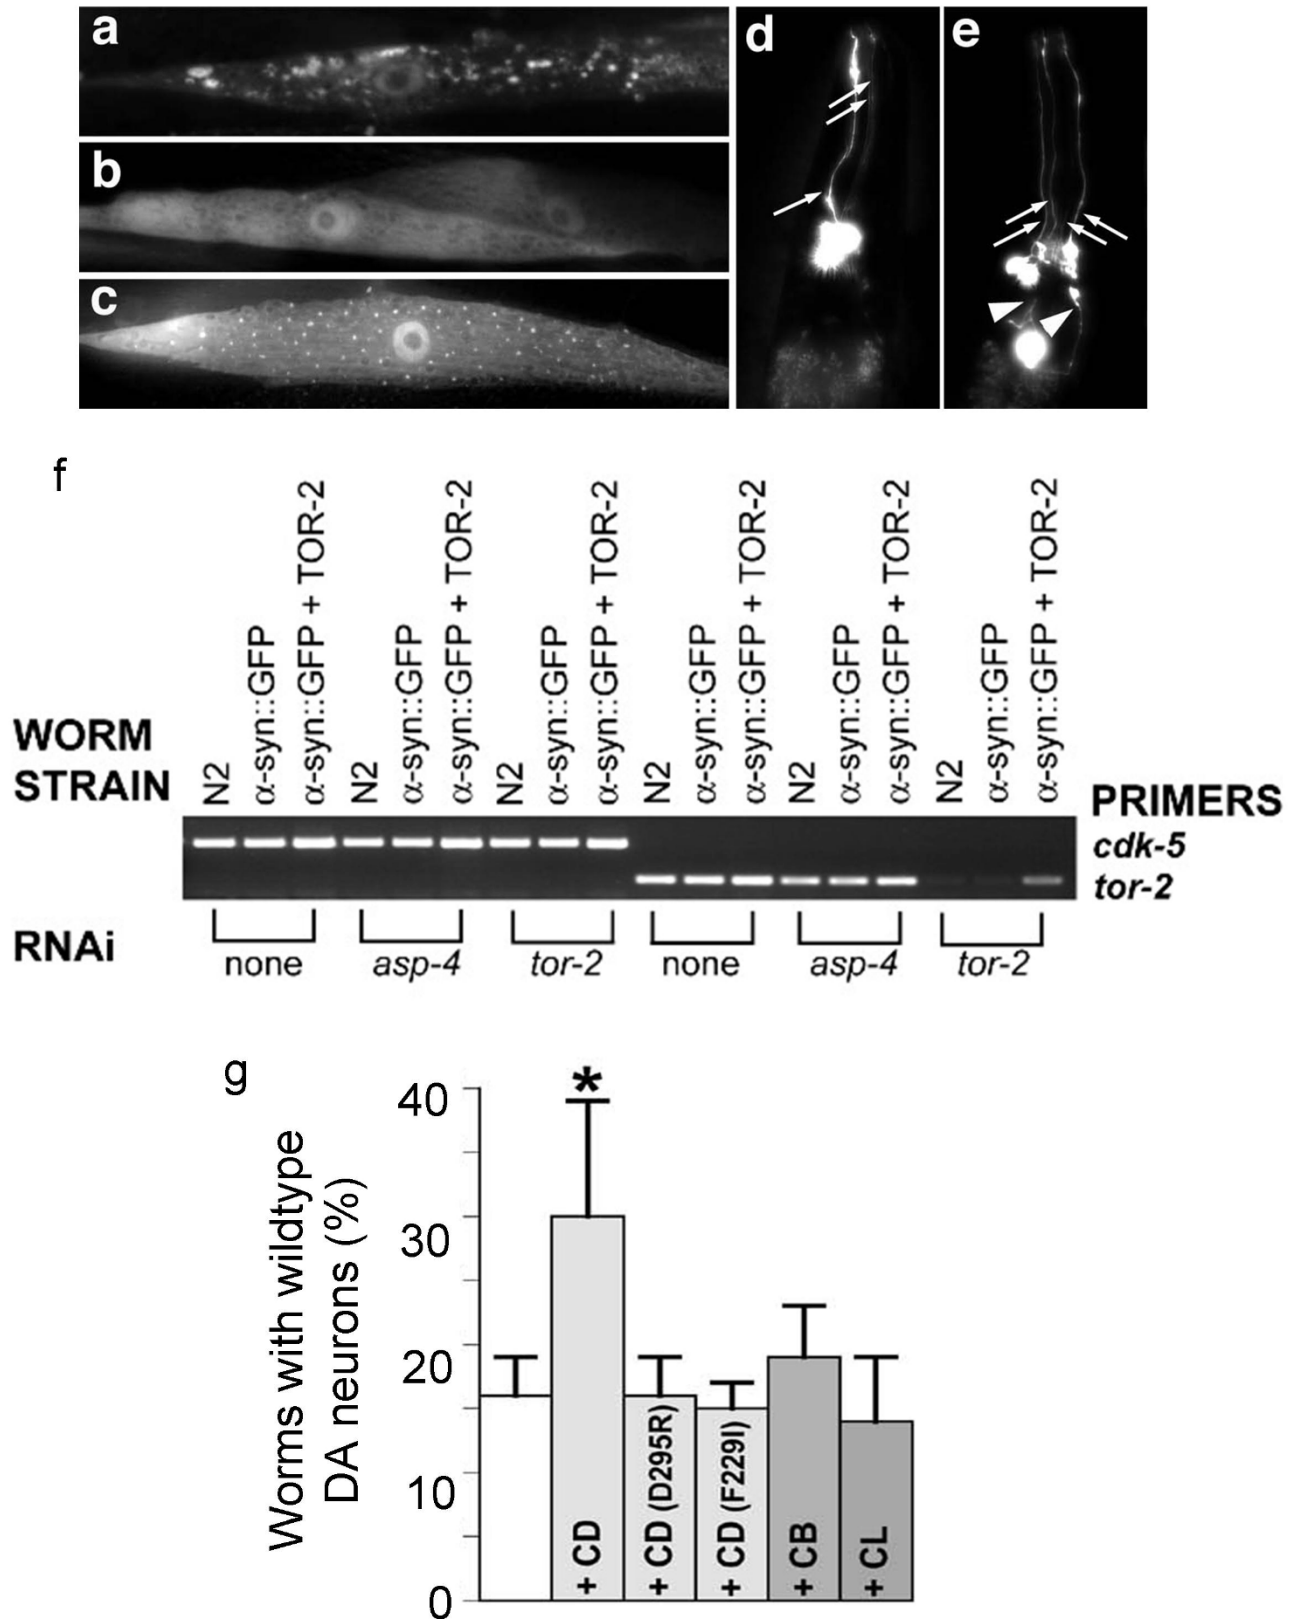 a
b
c
d
e
f
WORM
STRAIN
N2
α-syn::GFP
α-syn::GFP + TOR-2
N2
α-syn::GFP
α-syn::GFP + TOR-2
N2
α-syn::GFP
α-syn::GFP + TOR-2
N2
α-syn::GFP
α-syn::GFP + TOR-2
N2
α-syn::GFP
α-syn::GFP + TOR-2
N2
α-syn::GFP
α-syn::GFP + TOR-2
PRIMERS
cdk-5
tor-2
RNAi
none
asp-4
tor-2
none
asp-4
tor-2
g
Worms with wildtype
DA neurons (%)
40
30
20
10
0
*
+ CD
+ CD (D295R)
+ CD (F229I)
+ CB
+ CL